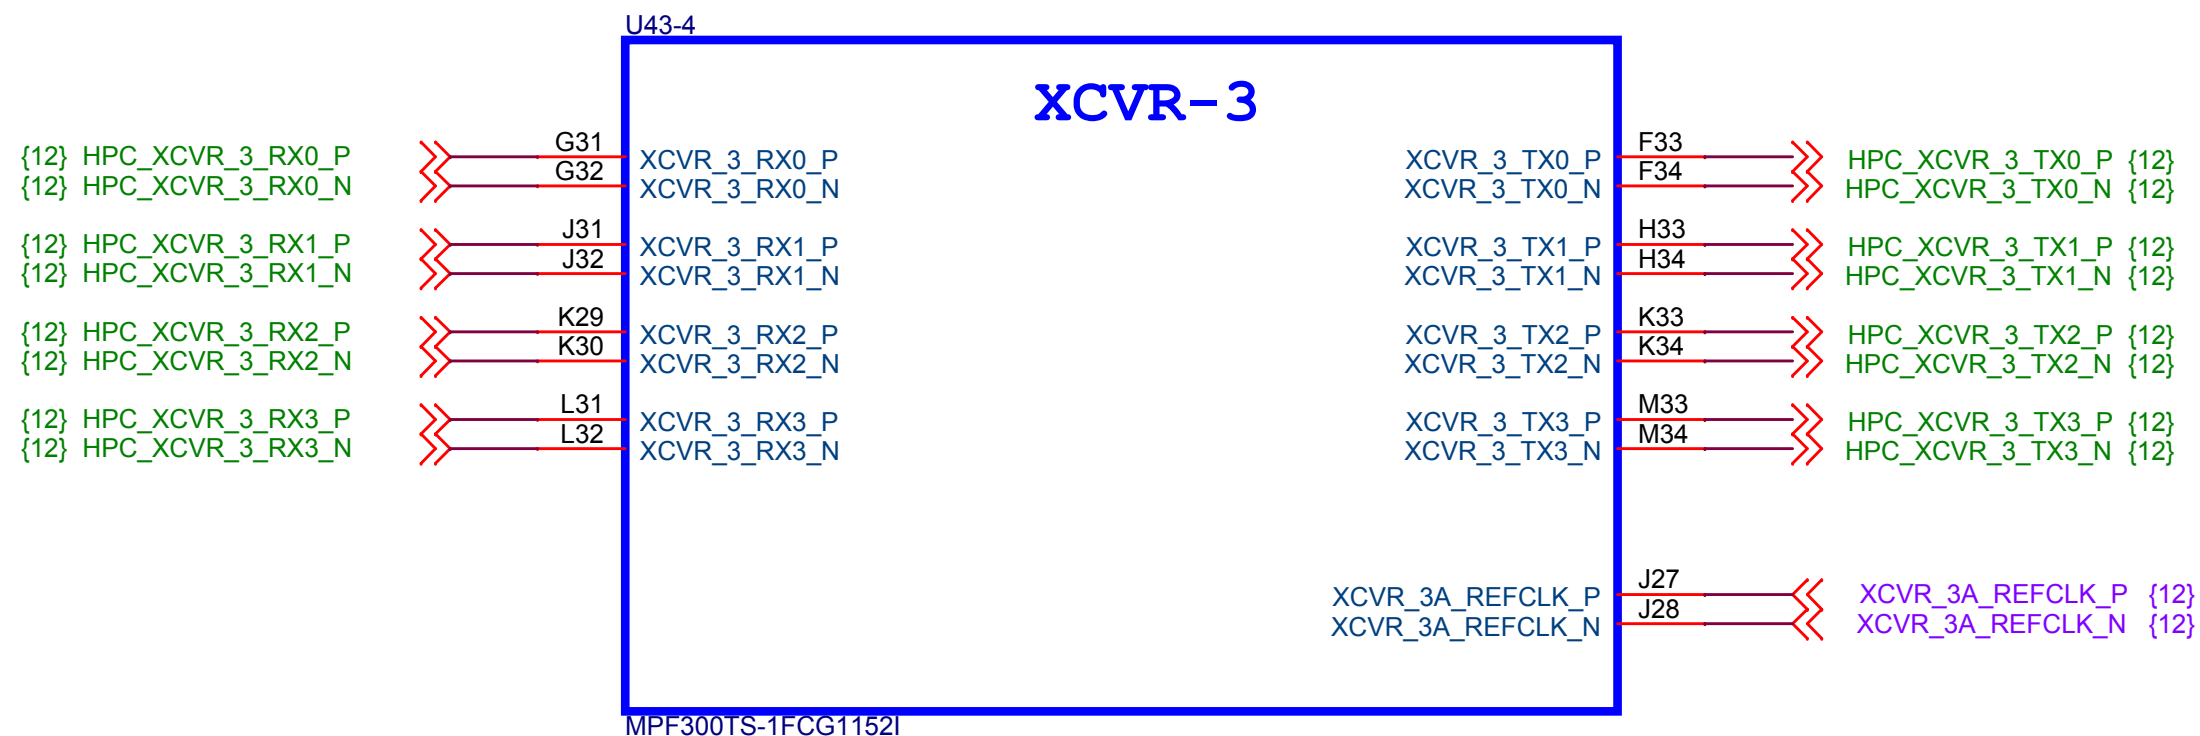 U43-4
XCVR-3
{12} HPC_XCVR_3_RX0_P G31 XCVR_3_RX0_P XCVR_3_TX0_P F33 HPC_XCVR_3_TX0_P {12}
{12} HPC_XCVR_3_RX0_N G32 XCVR_3_RX0_N XCVR_3_TX0_N F34 HPC_XCVR_3_TX0_N {12}
{12} HPC_XCVR_3_RX1_P J31 XCVR_3_RX1_P XCVR_3_TX1_P H33 HPC_XCVR_3_TX1_P {12}
{12} HPC_XCVR_3_RX1_N J32 XCVR_3_RX1_N XCVR_3_TX1_N H34 HPC_XCVR_3_TX1_N {12}
{12} HPC_XCVR_3_RX2_P K29 XCVR_3_RX2_P XCVR_3_TX2_P K33 HPC_XCVR_3_TX2_P {12}
{12} HPC_XCVR_3_RX2_N K30 XCVR_3_RX2_N XCVR_3_TX2_N K34 HPC_XCVR_3_TX2_N {12}
{12} HPC_XCVR_3_RX3_P L31 XCVR_3_RX3_P XCVR_3_TX3_P M33 HPC_XCVR_3_TX3_P {12}
{12} HPC_XCVR_3_RX3_N L32 XCVR_3_RX3_N XCVR_3_TX3_N M34 HPC_XCVR_3_TX3_N {12}
XCVR_3A_REFCLK_P J27 XCVR_3A_REFCLK_P {12}
XCVR_3A_REFCLK_N J28 XCVR_3A_REFCLK_N {12}
MPF300TS-1FCG1152I